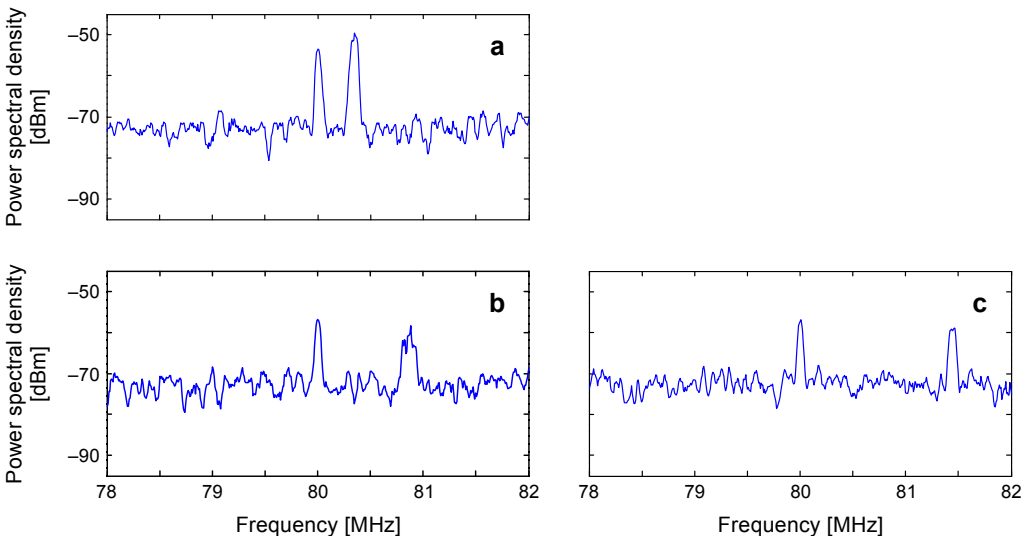 Power spectral density
[dBm]
−50
−70
−90
a
Power spectral density
[dBm]
−50
−70
−90
b
78
79
80
81
82
Frequency [MHz]
c
78
79
80
81
82
Frequency [MHz]